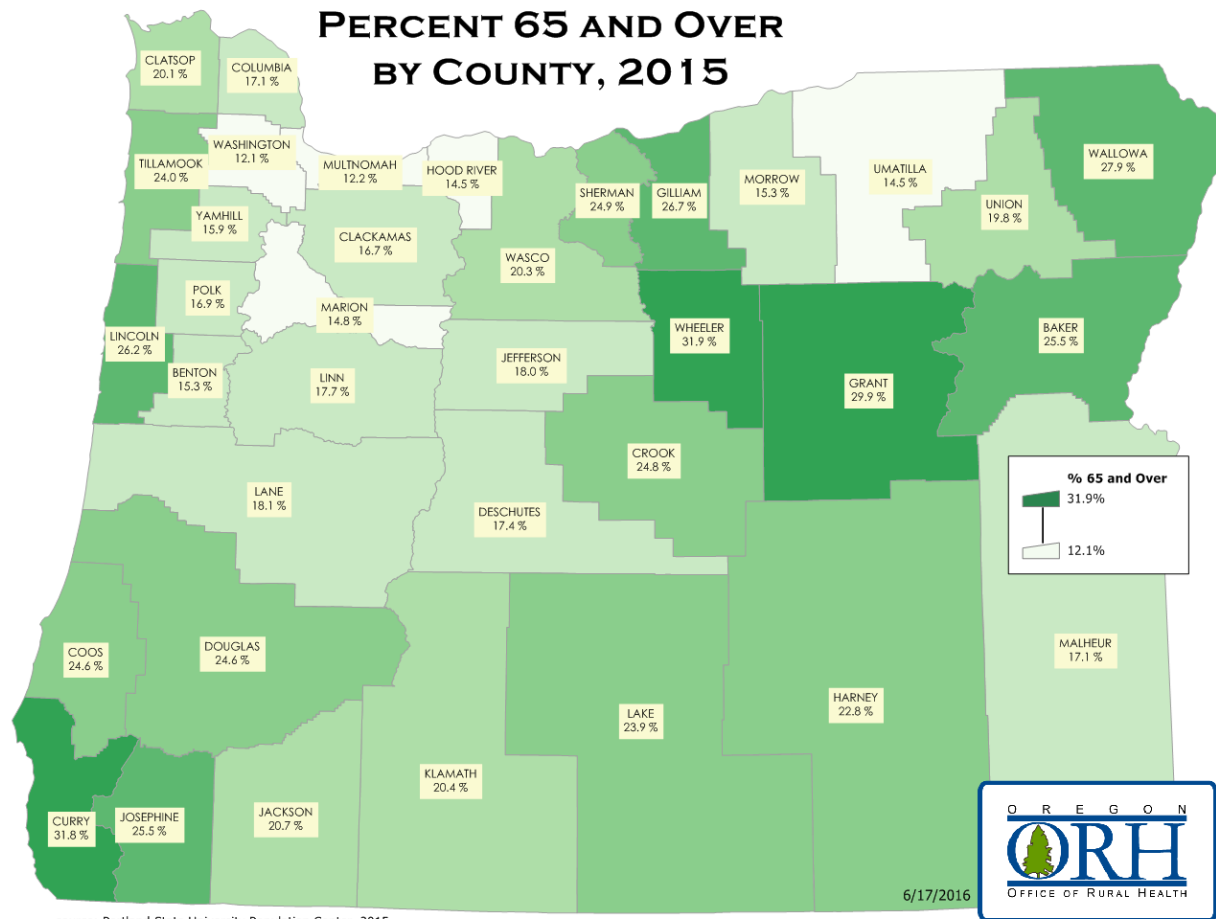 PERCENT 65 AND OVER
BY COUNTY, 2015
CLATSOP
20.1 %
COLUMBIA
17.1 %
WASHINGTON
12.1 %
TILLAMOOK
24.0 %
MULTNOMAH
12.2 %
HOOD RIVER
14.5 %
SHERMAN
24.9 %
GILLIAM
26.7 %
MORROW
15.3 %
UMATILLA
14.5 %
WALLOWA
27.9 %
UNION
19.8 %
YAMHILL
15.9 %
CLACKAMAS
16.7 %
WASCO
20.3 %
POLK
16.9 %
MARION
14.8 %
LINCOLN
26.2 %
BENTON
15.3 %
LINN
17.7 %
JEFFERSON
18.0 %
WHEELER
31.9 %
GRANT
29.9 %
BAKER
25.5 %
CROOK
24.8 %
LANE
18.1 %
DESCHUTES
17.4 %
% 65 and Over
31.9%
12.1%
COOS
24.6 %
DOUGLAS
24.6 %
LAKE
23.9 %
HARNEY
22.8 %
MALHEUR
17.1 %
CURRY
31.8 %
JOSEPHINE
25.5 %
JACKSON
20.7 %
KLAMATH
20.4 %
OREGON
ORH
OFFICE OF RURAL HEALTH
6/17/2016